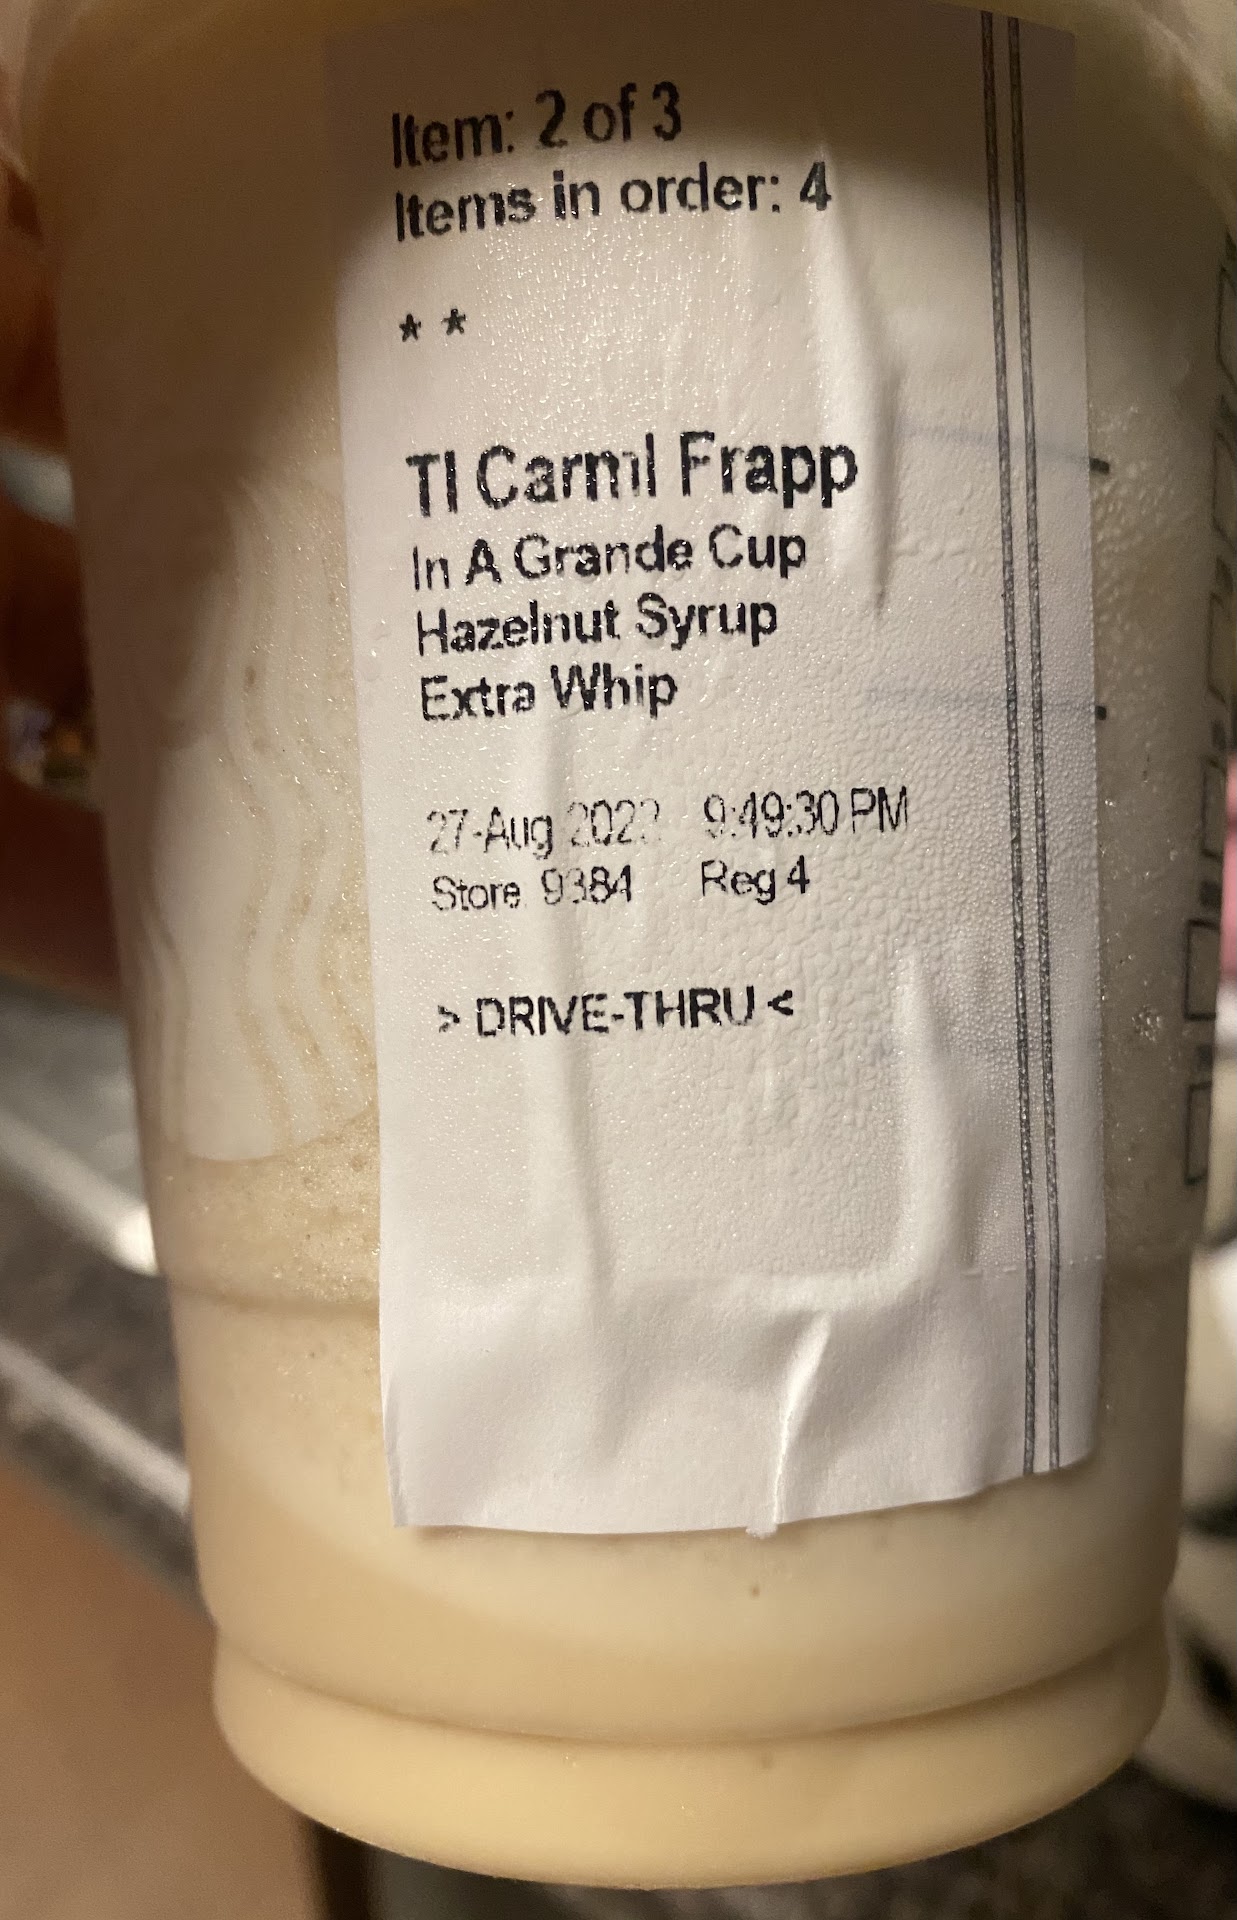 Item: 2 of 3
Items in order: 4
* *
Tl Carml Frapp
In A Grande Cup
Hazelnut Syrup
Extra Whip
27-Aug 9:49:30 PM
Store 9384 Reg 4
> DRIVE-THRU <